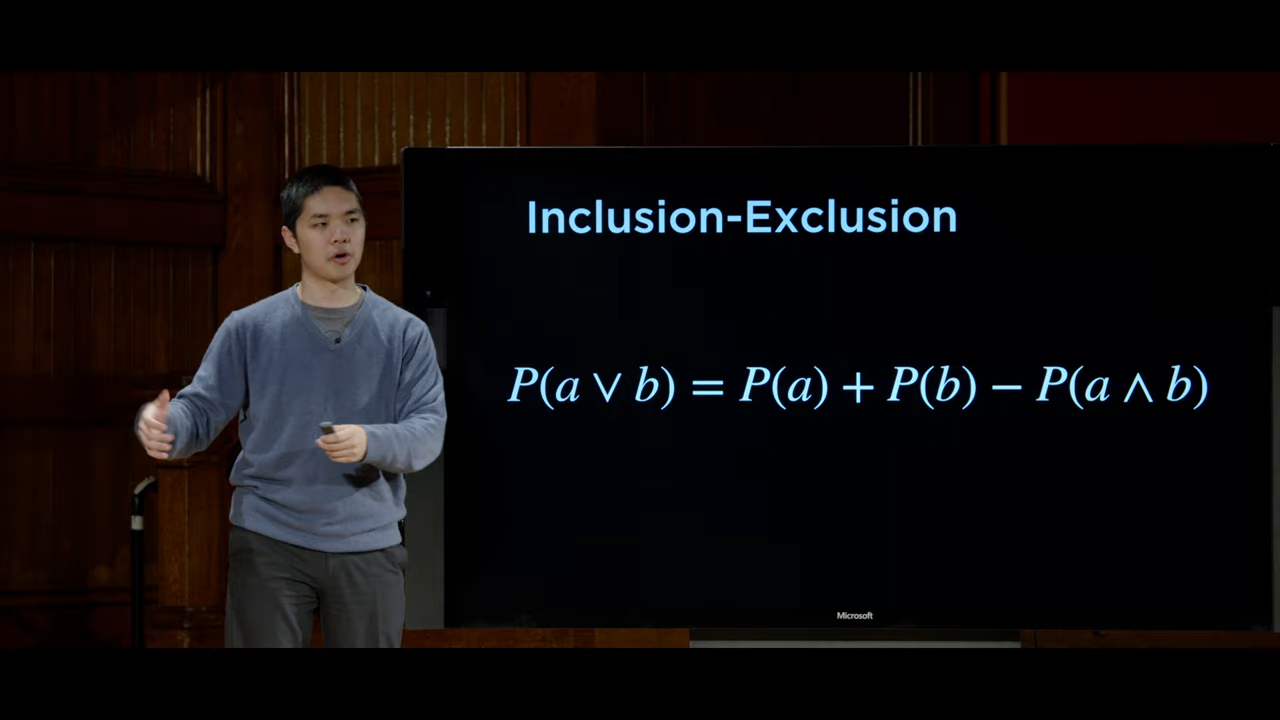 Inclusion-Exclusion
P(a ∨ b) = P(a) + P(b) − P(a ∧ b)
Microsoft